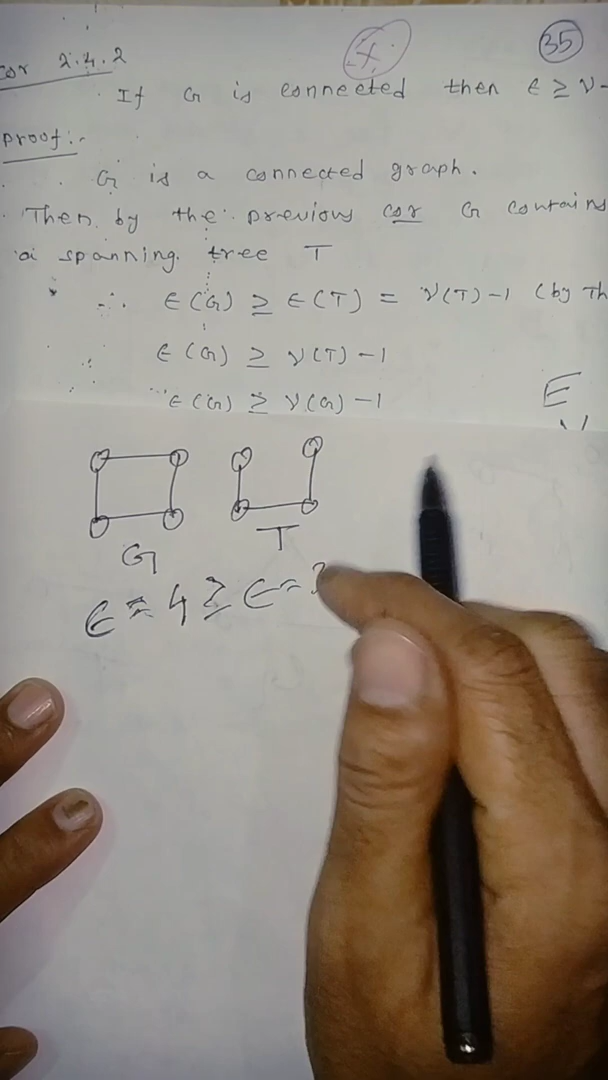 cor 2.4.2
35
If G is connected then ε ≥ ν-
Proof:-
G is a connected graph.
Then by the previous cor G contains
a spanning tree T
∴ ε(G) ≥ ε(T) = ν(T)-1 (by Th
ε(G) ≥ ν(T)-1
ε(G) ≥ ν(G)-1
E
G
T
ε = 4 ≥ ε = 3